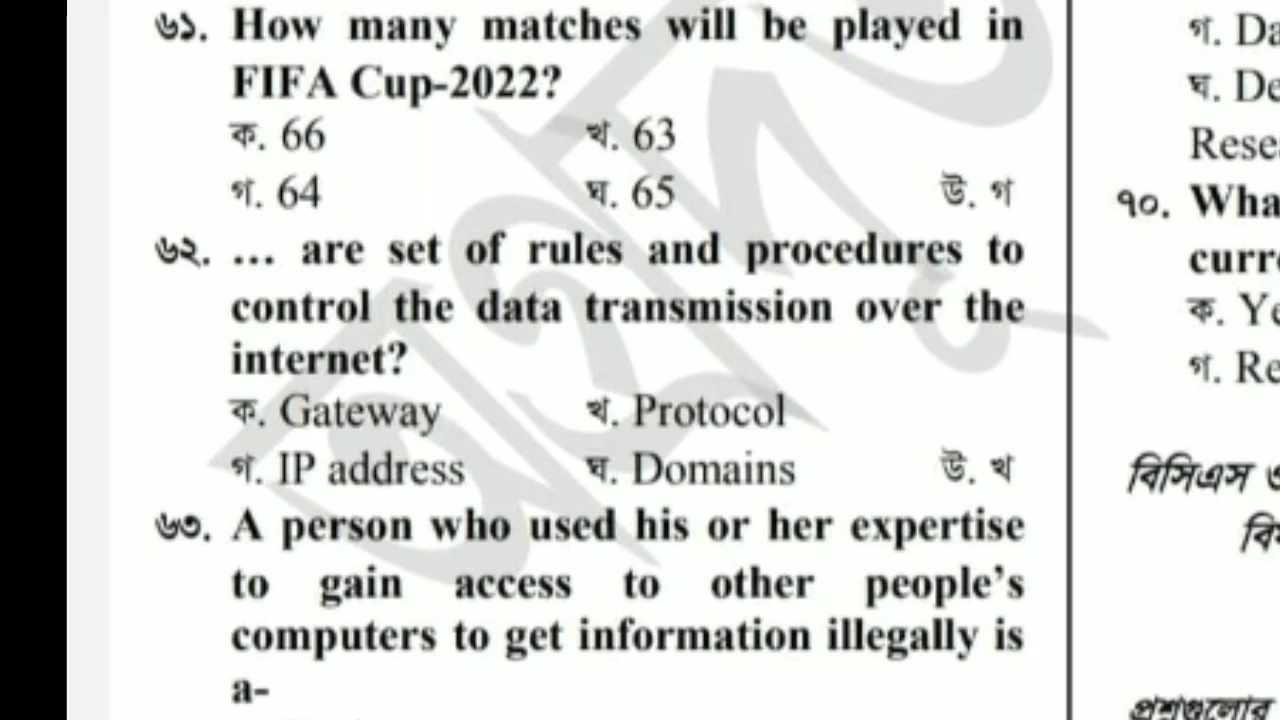 ৬১. How many matches will be played in
FIFA Cup-2022?
ক. 66 খ. 63
গ. 64 ঘ. 65 উ. গ
৬২. ... are set of rules and procedures to
control the data transmission over the
internet?
ক. Gateway খ. Protocol
গ. IP address ঘ. Domains উ. খ
৬৩. A person who used his or her expertise
to gain access to other people’s
computers to get information illegally is
a-
গ. Da
ঘ. De
Rese
৭০. Wha
curre
ক. Ye
গ. Re
বিসিএস
প্রশ্নগুলোর